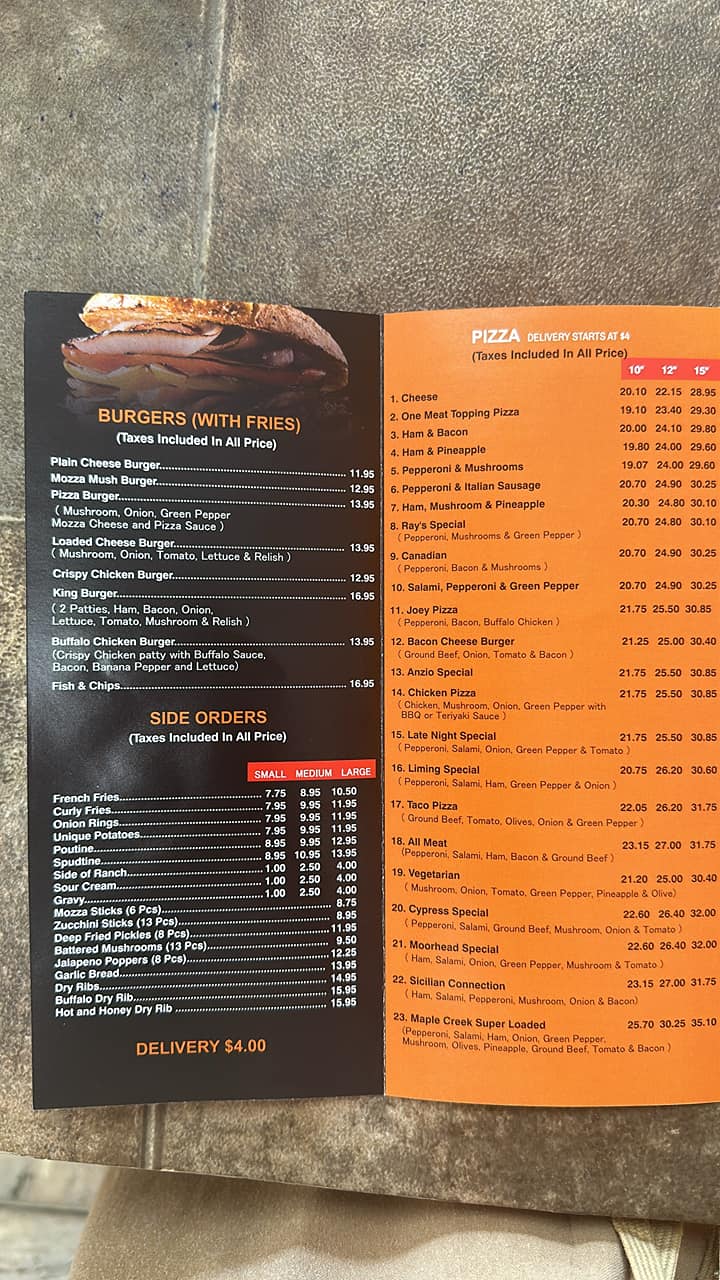 BURGERS (WITH FRIES)
(Taxes Included In All Price)
Plain Cheese Burger 11.95
Mozza Mush Burger 12.95
Pizza Burger 13.95
( Mushroom, Onion, Green Pepper
Mozza Cheese and Pizza Sauce )
Loaded Cheese Burger 13.95
( Mushroom, Onion, Tomato, Lettuce & Relish )
Crispy Chicken Burger 12.95
King Burger 16.95
( 2 Patties, Ham, Bacon, Onion,
Lettuce, Tomato, Mushroom & Relish )
Buffalo Chicken Burger 13.95
(Crispy Chicken patty with Buffalo Sauce,
Bacon, Banana Pepper and Lettuce)
Fish & Chips 16.95
SIDE ORDERS
(Taxes Included In All Price)
SMALL MEDIUM LARGE
French Fries 7.75 8.95 10.50
Curly Fries 7.95 9.95 11.95
Onion Rings 7.95 9.95 11.95
Unique Potatoes 7.95 9.95 11.95
Poutine 8.95 9.95 12.95
Spudtine 8.95 10.95 13.95
Side of Ranch 1.00 2.50 4.00
Sour Cream 1.00 2.50 4.00
Gravy 1.00 2.50 4.00
Mozza Sticks (6 Pcs) 8.75
Zucchini Sticks (13 Pcs) 8.95
Deep Fried Pickles (8 Pcs) 11.95
Battered Mushrooms (13 Pcs) 9.50
Jalapeno Poppers (8 Pcs) 12.25
Garlic Bread 13.95
Dry Ribs 14.95
Buffalo Dry Rib 15.95
Hot and Honey Dry Rib 15.95
DELIVERY $4.00
PIZZA DELIVERY STARTS AT $4
(Taxes Included In All Price)
10" 12" 15"
1. Cheese 20.10 22.15 28.95
2. One Meat Topping Pizza 19.10 23.40 29.30
3. Ham & Bacon 20.00 24.10 29.80
4. Ham & Pineapple 19.80 24.00 29.60
5. Pepperoni & Mushrooms 19.07 24.00 29.60
6. Pepperoni & Italian Sausage 20.70 24.90 30.25
7. Ham, Mushroom & Pineapple 20.30 24.80 30.10
8. Ray's Special 20.70 24.80 30.10
( Pepperoni, Mushrooms & Green Pepper )
9. Canadian 20.70 24.90 30.25
( Pepperoni, Bacon & Mushrooms )
10. Salami, Pepperoni & Green Pepper 20.70 24.90 30.25
11. Joey Pizza 21.75 25.50 30.85
( Pepperoni, Bacon, Buffalo Chicken )
12. Bacon Cheese Burger 21.25 25.00 30.40
( Ground Beef, Onion, Tomato & Bacon )
13. Anzio Special 21.75 25.50 30.85
14. Chicken Pizza 21.75 25.50 30.85
( Chicken, Mushroom, Onion, Green Pepper with
BBQ or Teriyaki Sauce )
15. Late Night Special 21.75 25.50 30.85
( Pepperoni, Salami, Onion, Green Pepper & Tomato )
16. Liming Special 20.75 26.20 30.60
( Pepperoni, Salami, Ham, Green Pepper & Onion )
17. Taco Pizza 22.05 26.20 31.75
( Ground Beef, Tomato, Olives, Onion & Green Pepper )
18. All Meat 23.15 27.00 31.75
(Pepperoni, Salami, Ham, Bacon & Ground Beef )
19. Vegetarian 21.20 25.00 30.40
( Mushroom, Onion, Tomato, Green Pepper, Pineapple & Olive)
20. Cypress Special 22.60 26.40 32.00
( Pepperoni, Salami, Ground Beef, Mushroom, Onion & Tomato )
21. Moorhead Special 22.60 26.40 32.00
( Ham, Salami, Onion, Green Pepper, Mushroom & Tomato )
22. Sicilian Connection 23.15 27.00 31.75
( Ham, Salami, Pepperoni, Mushroom, Onion & Bacon)
23. Maple Creek Super Loaded 25.70 30.25 35.10
(Pepperoni, Salami, Ham, Onion, Green Pepper,
Mushroom, Olives, Pineapple, Ground Beef, Tomato & Bacon )